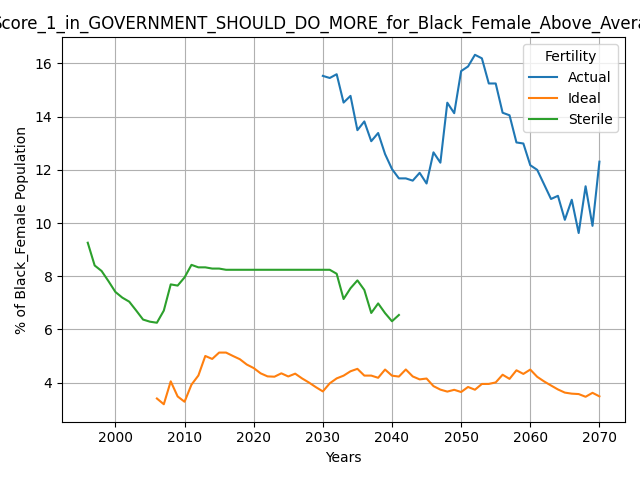 Score_1_in_GOVERNMENT_SHOULD_DO_MORE_for_Black_Female_Above_Avera
Fertility
Actual
Ideal
Sterile
% of Black_Female Population
16
14
12
10
8
6
4
2000
2010
2020
2030
2040
2050
2060
2070
Years